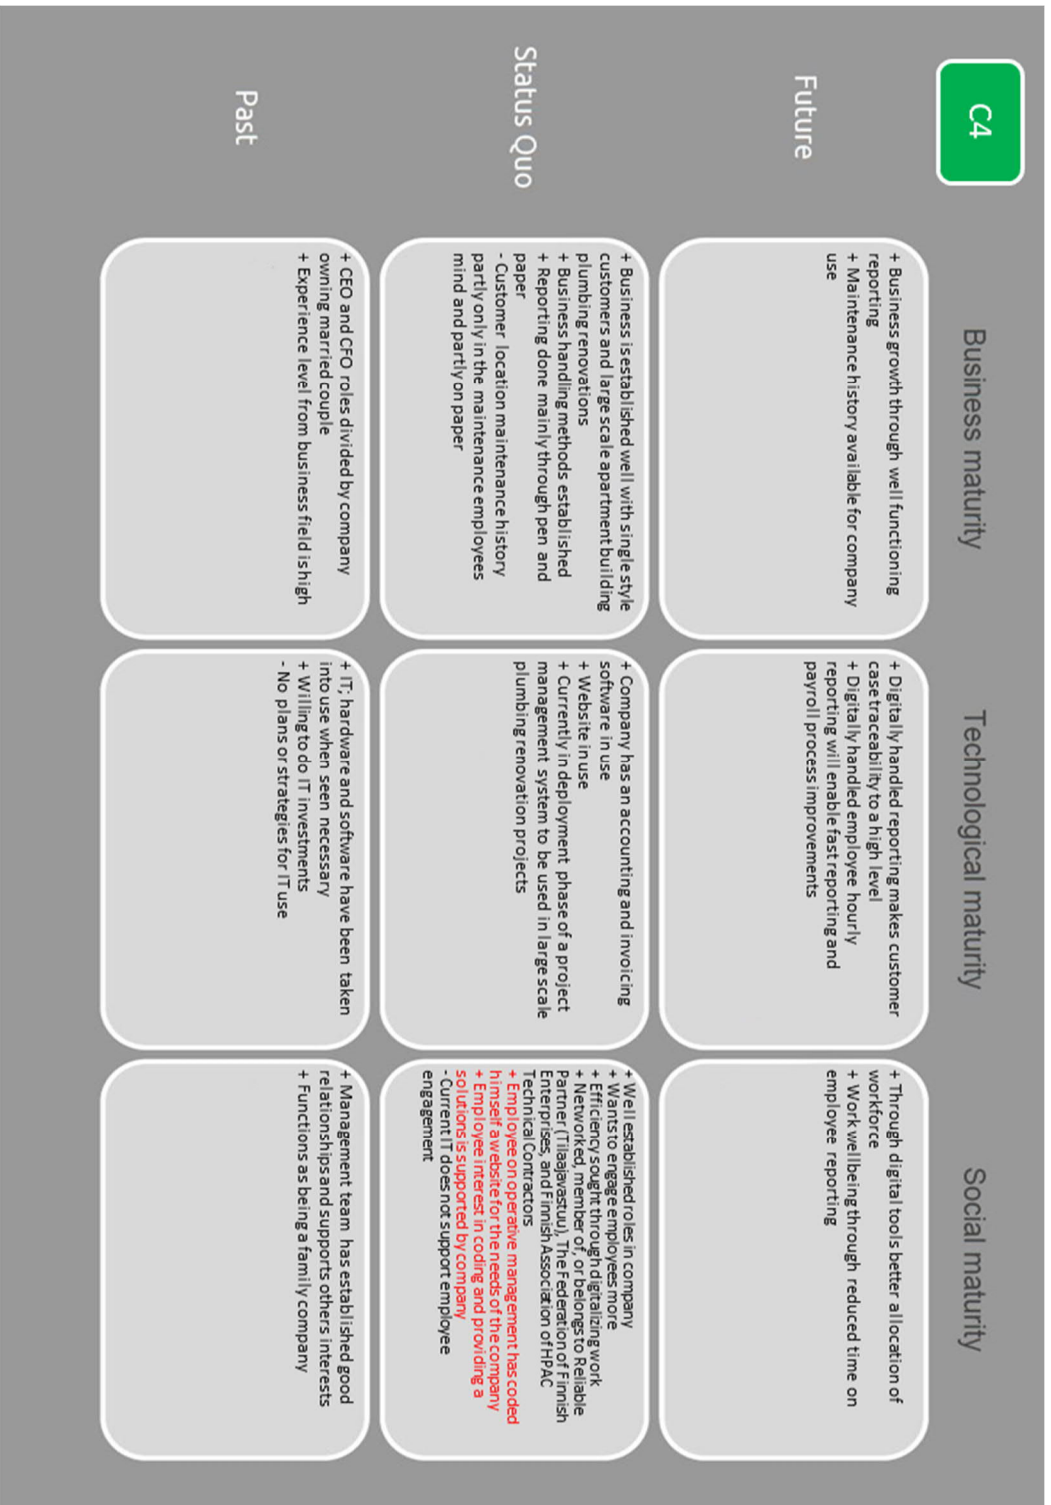 C4
Business maturity
Technological maturity
Social maturity
Future
+ Business growth through well functioning
reporting
+ Maintenance history available for company
use
+ Digitally handled reporting makes customer
case traceability to a high level
+ Digitally handled employee hourly
reporting will enable fast reporting and
payroll process improvements
+ Through digital tools better allocation of
workforce
+ Work wellbeing through reduced time on
employee reporting
Status Quo
+ Business is established well with single style
customers and large scale apartment building
plumbing renovations
+ Business handling methods established
+ Reporting done mainly through pen and
paper
- Customer location maintenance history
partly only in the maintenance employees
mind and partly on paper
+ Company has an accounting and invoicing
software in use
+ Website in use
+ Currently in deployment phase of a project
management system to be used in large scale
plumbing renovation projects
+ Well established roles in company
+ Wants to engage employees more
+ Efficiency sought through digitalizing work
+ Networked, member of, or belongs to Reliable
Partner (Tilaajavastuu), The Federation of Finnish
Enterprises, and Finnish Association of HPAC
Technical Contractors
+ Employee on operative management has coded
himself a website for the needs of the company
+ Employee interest in coding and providing a
solutions is supported by company
- Current IT does not support employee
engagement
Past
+ CEO and CFO roles divided by company
owning married couple
+ Experience level from business field is high
+ IT; hardware and software have been taken
into use when seen necessary
+ Willing to do IT investments
- No plans or strategies for IT use
+ Management team has established good
relationships and supports others interests
+ Functions as being a family company